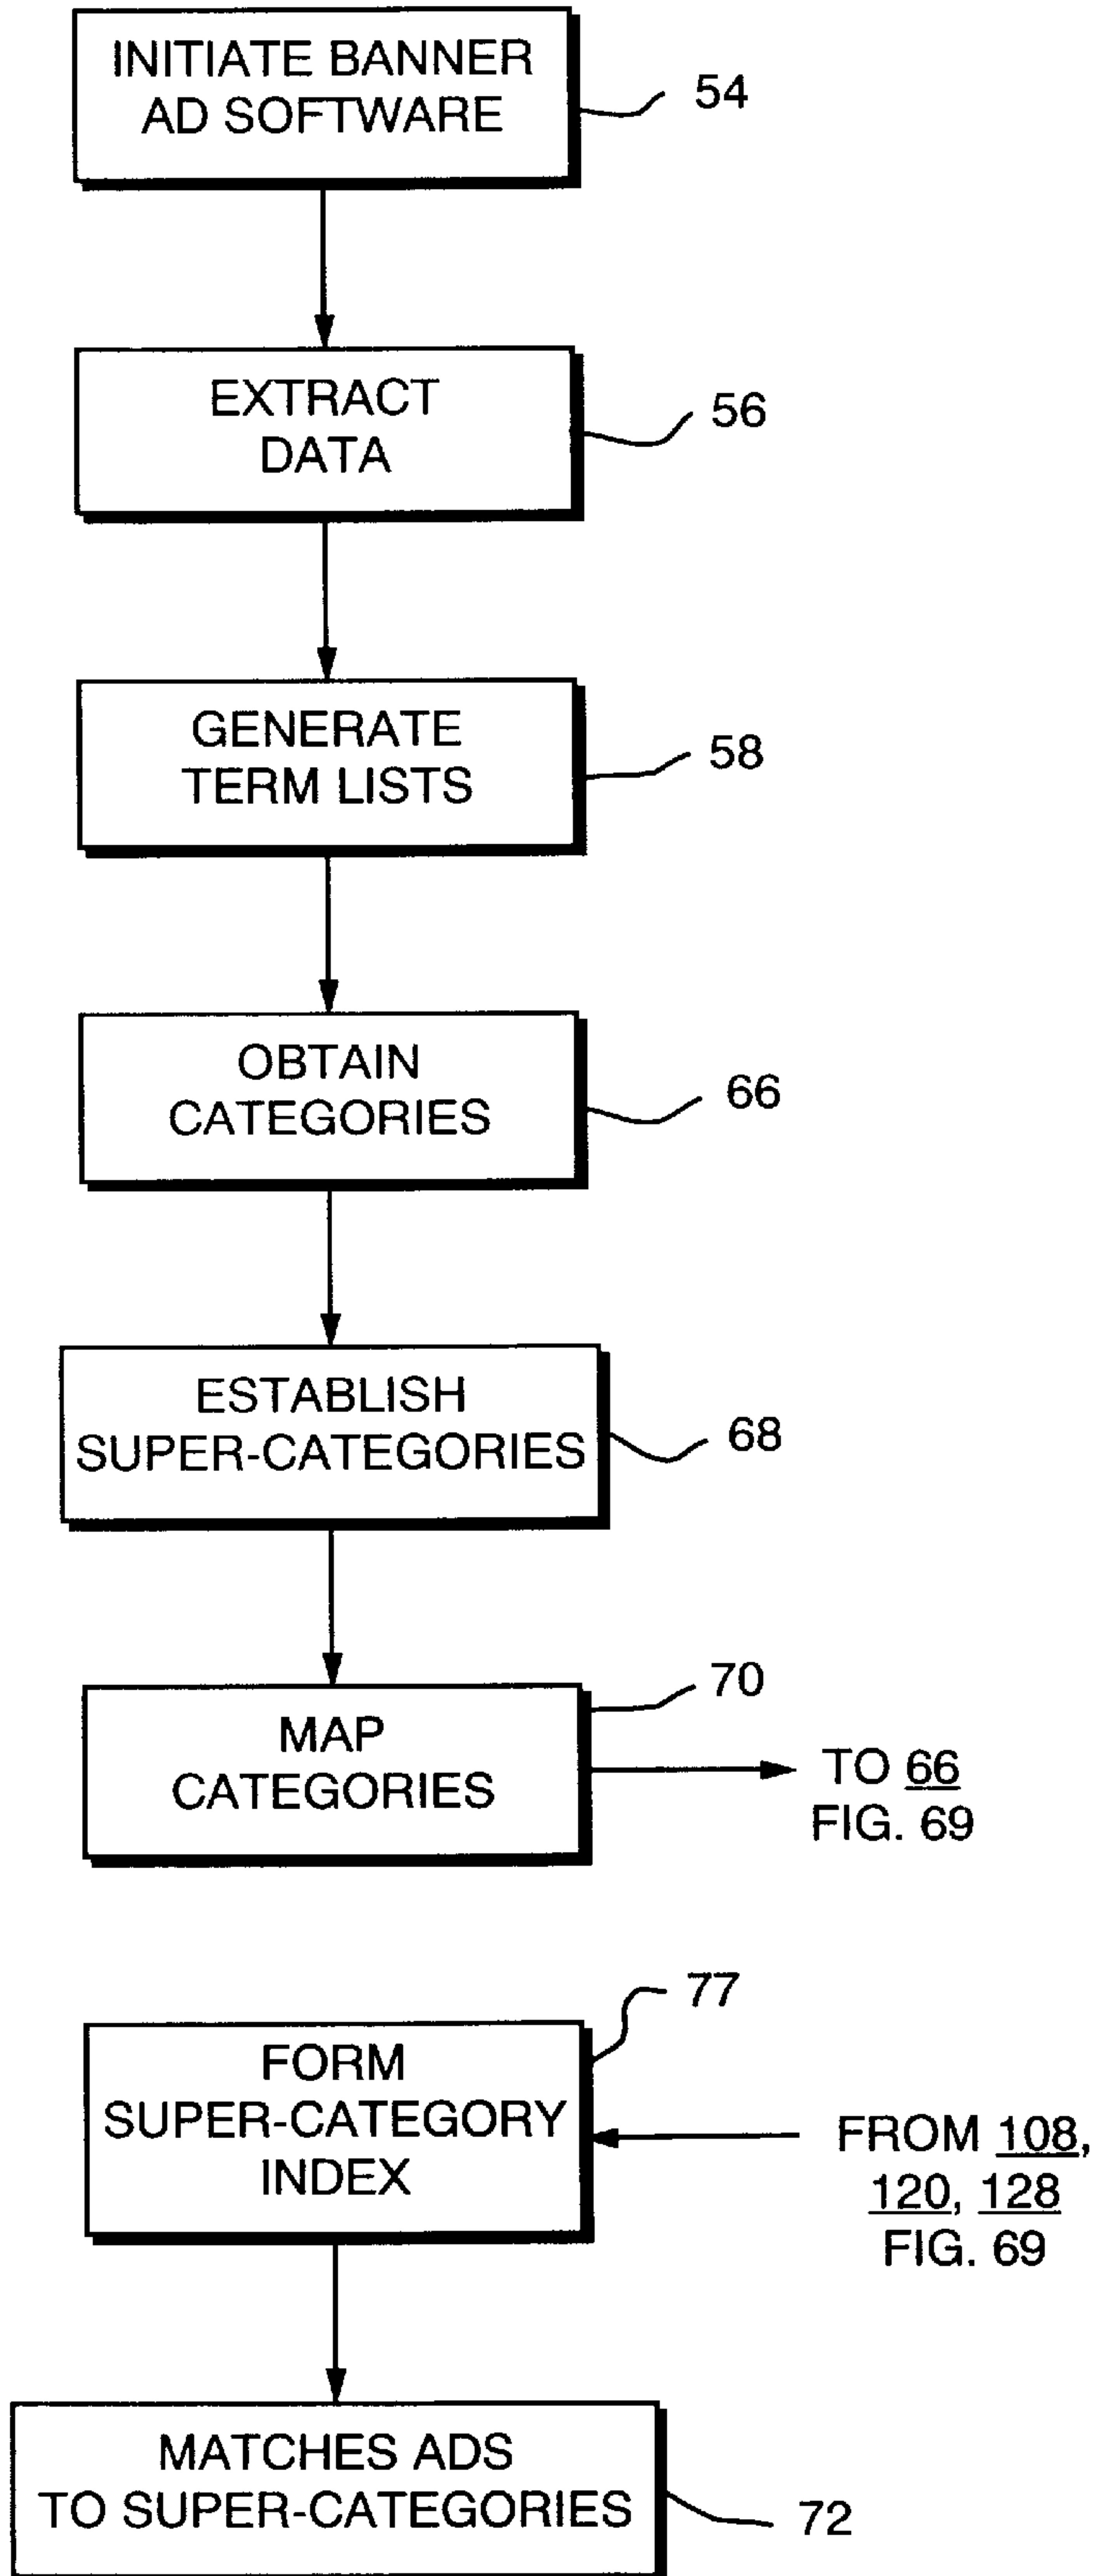 INITIATE BANNER
AD SOFTWARE
54
EXTRACT
DATA
56
GENERATE
TERM LISTS
58
OBTAIN
CATEGORIES
66
ESTABLISH
SUPER-CATEGORIES
68
MAP
CATEGORIES
70
TO 66
FIG. 69
FORM
SUPER-CATEGORY
INDEX
77
FROM 108,
120, 128
FIG. 69
MATCHES ADS
TO SUPER-CATEGORIES
72